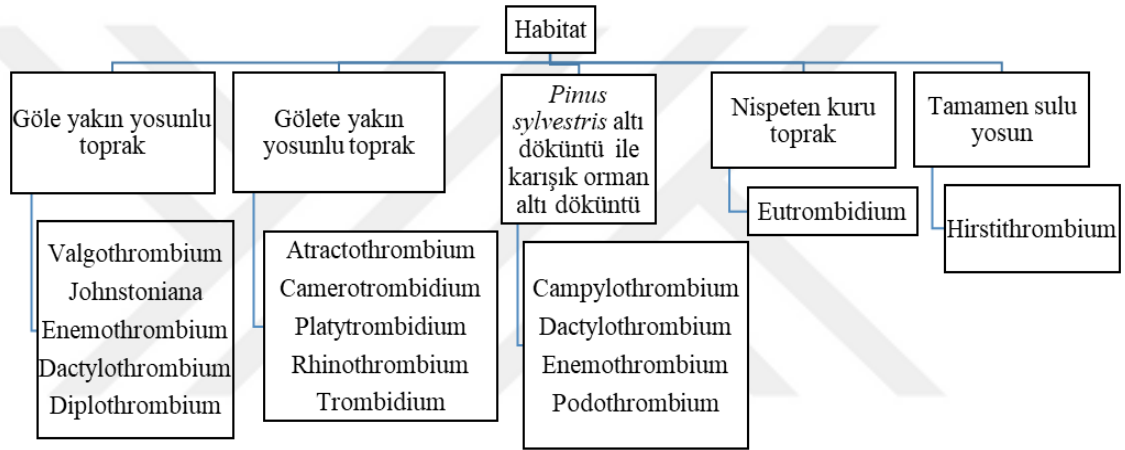 Habitat
Göle yakın yosunlu
toprak
Gölete yakın
yosunlu toprak
Pinus
sylvestris altı
döküntü ile
karışık orman
altı döküntü
Nispeten kuru
toprak
Tamamen sulu
yosun
Valgothrombium
Johnstoniana
Enemothrombium
Dactylothrombium
Diplothrombium
Atractothrombium
Camerotrombidium
Platytrombidium
Rhinothrombium
Trombidium
Campylothrombium
Dactylothrombium
Enemothrombium
Podothrombium
Eutrombidium
Hirstithrombium